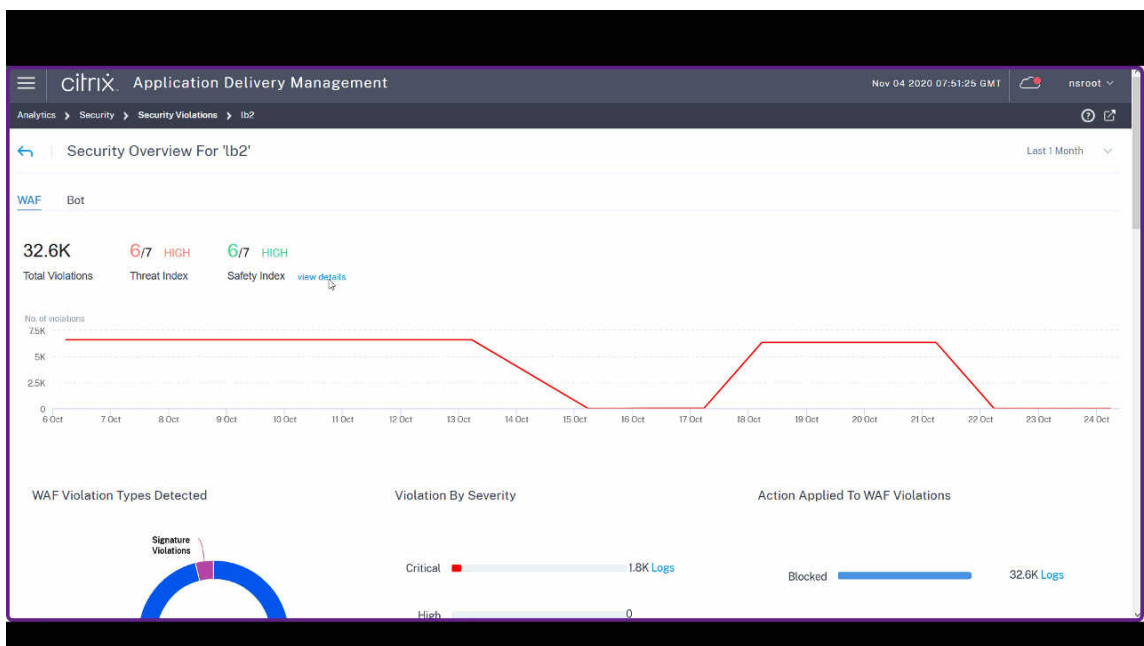 citrix. Application Delivery Management
Nov 04 2020 07:51:25 GMT
nsroot
Analytics > Security > Security Violations > lb2
Security Overview For 'lb2'
Last 1 Month
WAF Bot
32.6K 6/7 HIGH 6/7 HIGH
Total Violations Threat Index Safety Index view details
No. of violations
7.5K
5K
2.5K
0
6 Oct 7 Oct 8 Oct 9 Oct 10 Oct 11 Oct 12 Oct 13 Oct 14 Oct 15 Oct 16 Oct 17 Oct 18 Oct 19 Oct 20 Oct 21 Oct 22 Oct 23 Oct 24 Oct
WAF Violation Types Detected
Signature
Violations
Violation By Severity
Critical 1.8K Logs
High 0
Action Applied To WAF Violations
Blocked 32.6K Logs